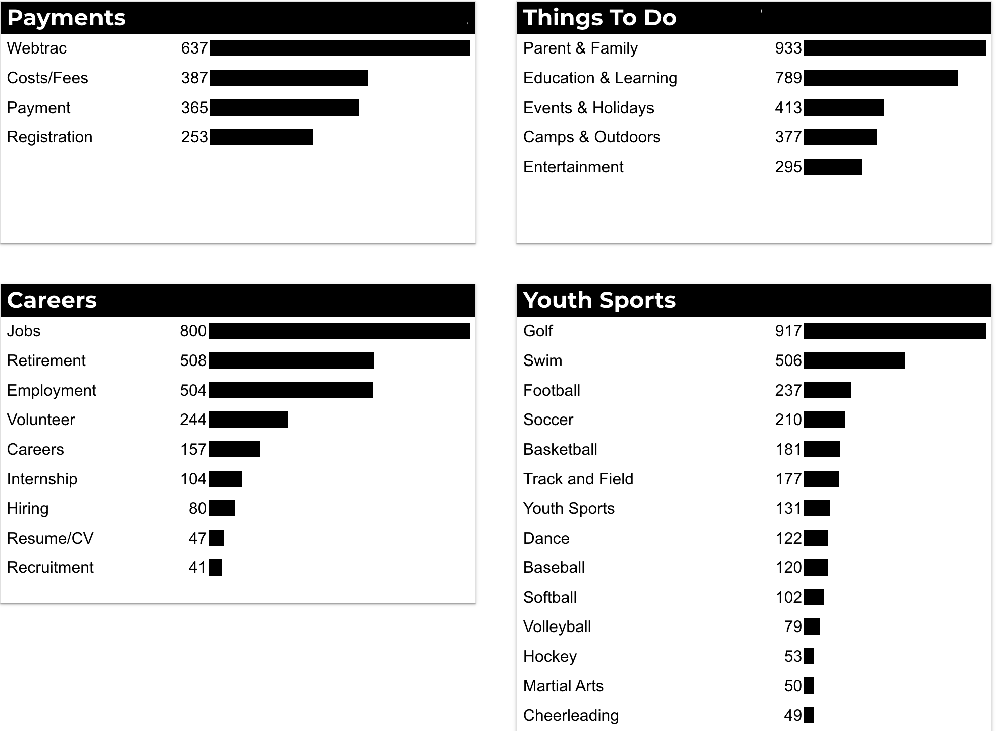 Payments
Webtrac 637
Costs/Fees 387
Payment 365
Registration 253
Things To Do
Parent & Family 933
Education & Learning 789
Events & Holidays 413
Camps & Outdoors 377
Entertainment 295
Careers
Jobs 800
Retirement 508
Employment 504
Volunteer 244
Careers 157
Internship 104
Hiring 80
Resume/CV 47
Recruitment 41
Youth Sports
Golf 917
Swim 506
Football 237
Soccer 210
Basketball 181
Track and Field 177
Youth Sports 131
Dance 122
Baseball 120
Softball 102
Volleyball 79
Hockey 53
Martial Arts 50
Cheerleading 49